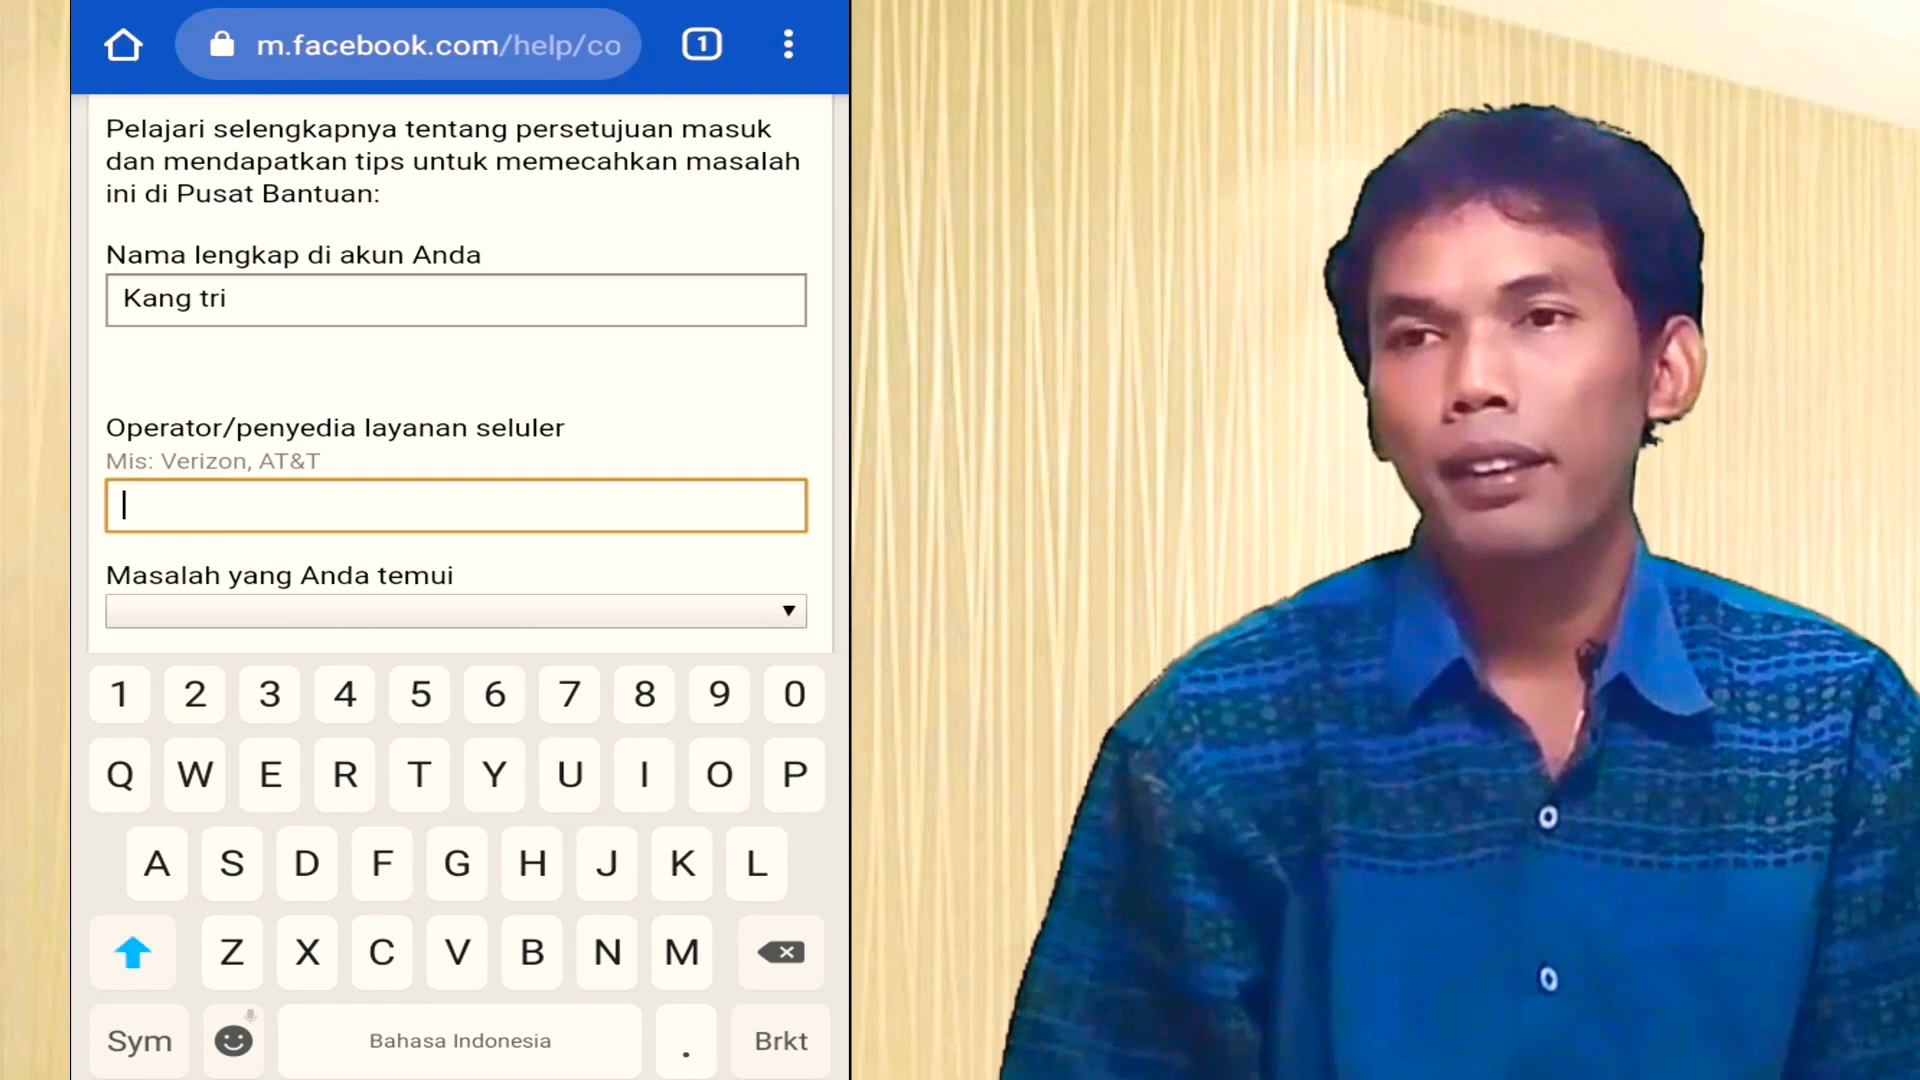 m.facebook.com/help/co
1
Pelajari selengkapnya tentang persetujuan masuk
dan mendapatkan tips untuk memecahkan masalah
ini di Pusat Bantuan:
Nama lengkap di akun Anda
Kang tri
Operator/penyedia layanan seluler
Mis: Verizon, AT&T
Masalah yang Anda temui
1 2 3 4 5 6 7 8 9 0
Q W E R T Y U I O P
A S D F G H J K L
Z X C V B N M
Sym Bahasa Indonesia . Brkt